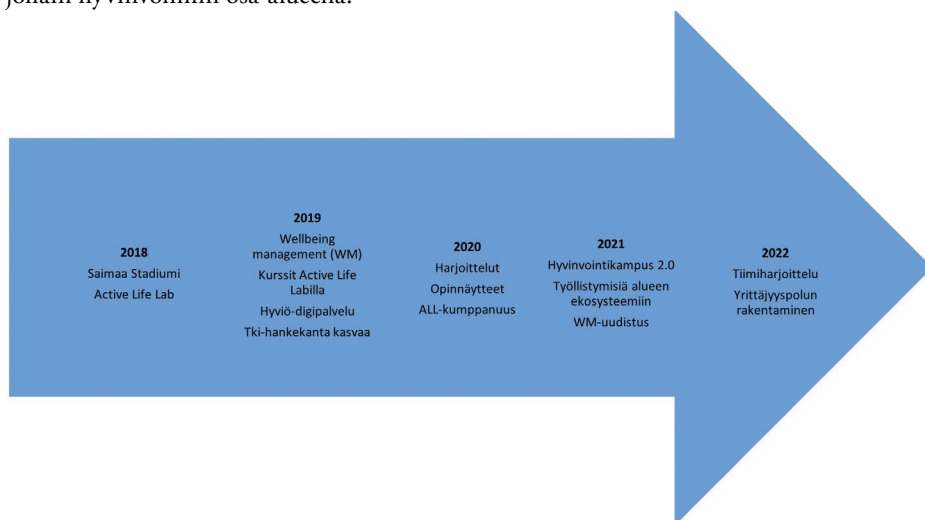 jonain hyvinvoinnin osa-alueena.
2018
Saimaa Stadiumi
Active Life Lab
2019
Wellbeing
management (WM)
Kurssit Active Life
Labilla
Hyviö-digipalvelu
Tki-hankekanta kasvaa
2020
Harjoittelut
Opinnäytteet
ALL-kumppanuus
2021
Hyvinvointikampus 2.0
Työllistymisiä alueen
ekosysteemiin
WM-uudistus
2022
Tiimiharjoittelu
Yrittäjyyspolun
rakentaminen